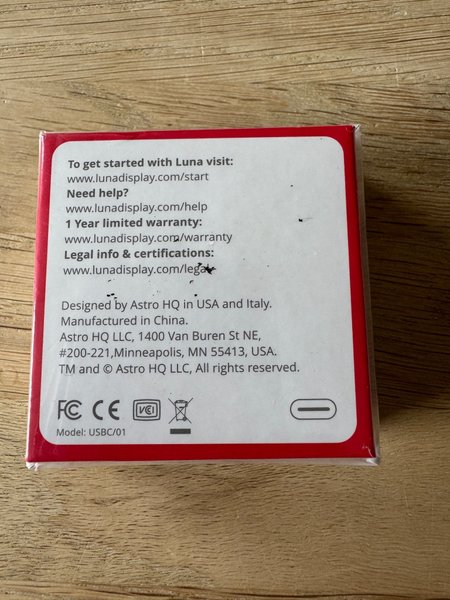 To get started with Luna visit:
www.lunadisplay.com/start
Need help?
www.lunadisplay.com/help
1 Year limited warranty:
www.lunadisplay.com/warranty
Legal info & certifications:
www.lunadisplay.com/legal
Designed by Astro HQ in USA and Italy.
Manufactured in China.
Astro HQ LLC, 1400 Van Buren St NE,
#200-221,Minneapolis, MN 55413, USA.
TM and © Astro HQ LLC, All rights reserved.
FC CE VCI
Model: USBC/01